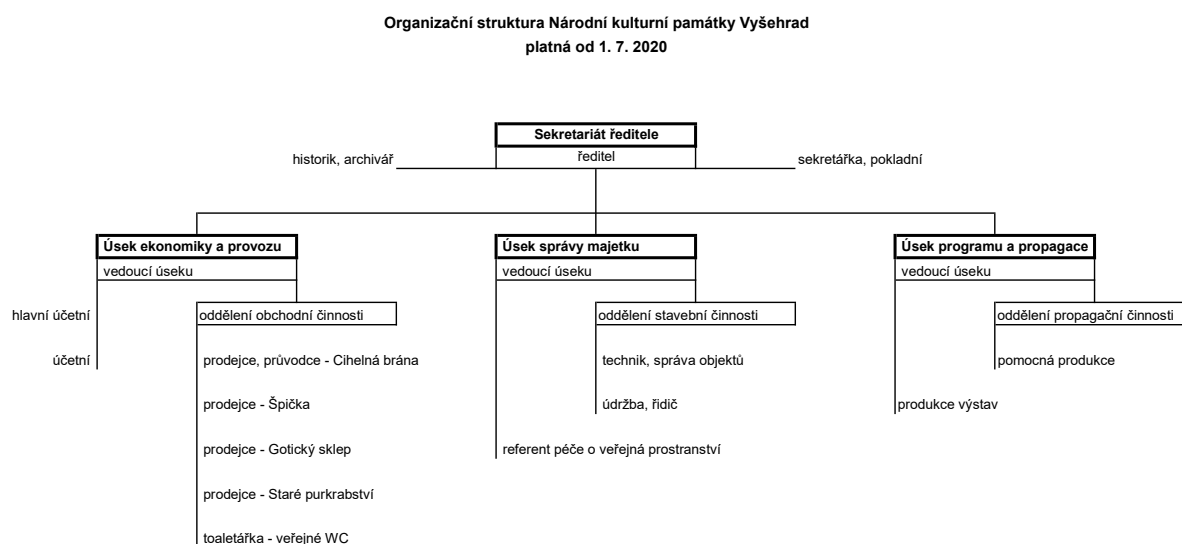 Organizační struktura Národní kulturní památky Vyšehrad
platná od 1. 7. 2020
Sekretariát ředitele
historik, archivář
ředitel
sekretářka, pokladní
Úsek ekonomiky a provozu
Úsek správy majetku
Úsek programu a propagace
vedoucí úseku
vedoucí úseku
vedoucí úseku
hlavní účetní
oddělení obchodní činnosti
oddělení stavební činnosti
oddělení propagační činnosti
účetní
prodejce, průvodce - Cihelná brána
technik, správa objektů
pomocná produkce
prodejce - Špička
údržba, řidič
produkce výstav
prodejce - Gotický sklep
referent péče o veřejná prostranství
prodejce - Staré purkrabství
toaletářka - veřejné WC